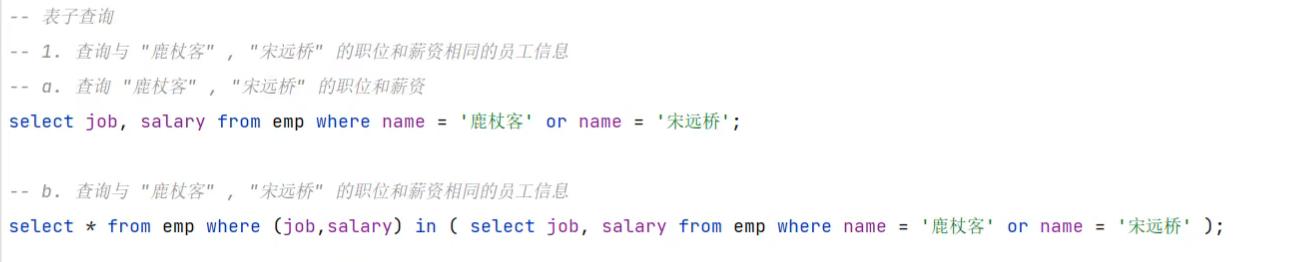 -- 表子查询
-- 1. 查询与 "鹿杖客" , "宋远桥" 的职位和薪资相同的员工信息
-- a. 查询 "鹿杖客" , "宋远桥" 的职位和薪资
select job, salary from emp where name = '鹿杖客' or name = '宋远桥';
-- b. 查询与 "鹿杖客" , "宋远桥" 的职位和薪资相同的员工信息
select * from emp where (job,salary) in ( select job, salary from emp where name = '鹿杖客' or name = '宋远桥' );